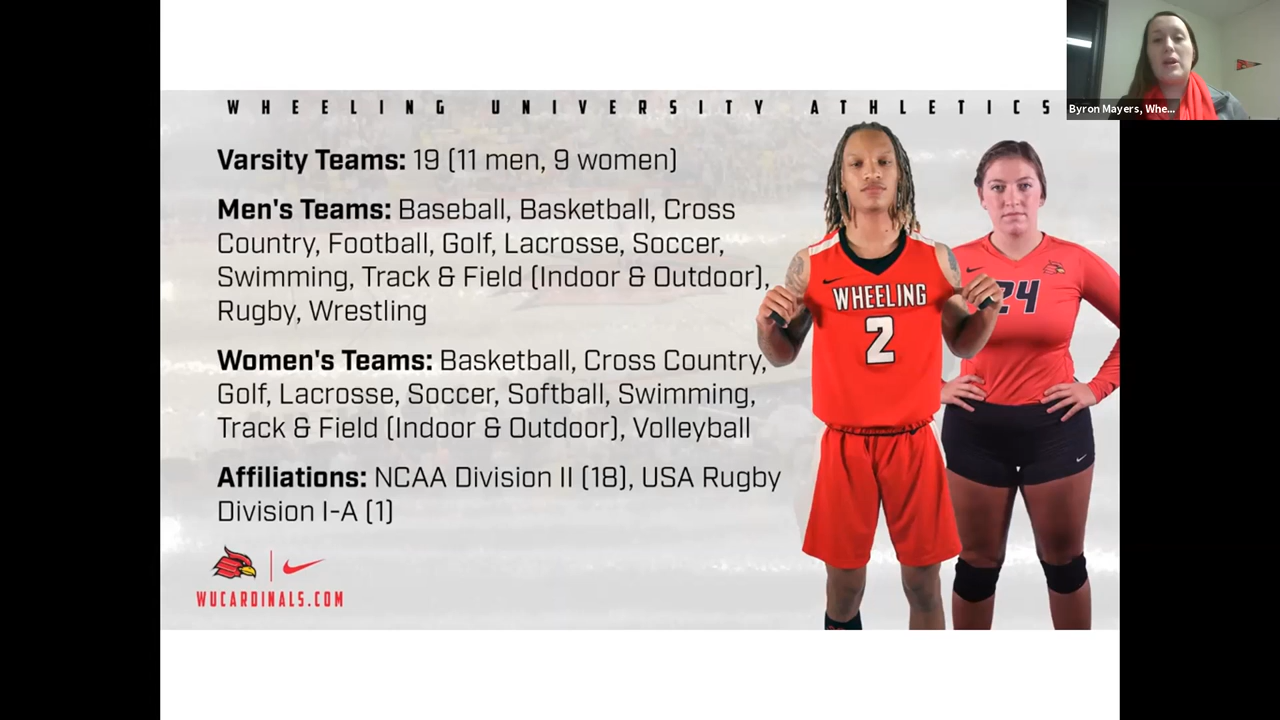 WHEELING UNIVERSITY ATHLETICS
Byron Mayers, Whe...
Varsity Teams: 19 (11 men, 9 women)
Men's Teams: Baseball, Basketball, Cross
Country, Football, Golf, Lacrosse, Soccer,
Swimming, Track & Field (Indoor & Outdoor),
Rugby, Wrestling
Women's Teams: Basketball, Cross Country,
Golf, Lacrosse, Soccer, Softball, Swimming,
Track & Field (Indoor & Outdoor), Volleyball
Affiliations: NCAA Division II (18), USA Rugby
Division I-A (1)
WUCARDINALS.COM
WHEELING
2
24